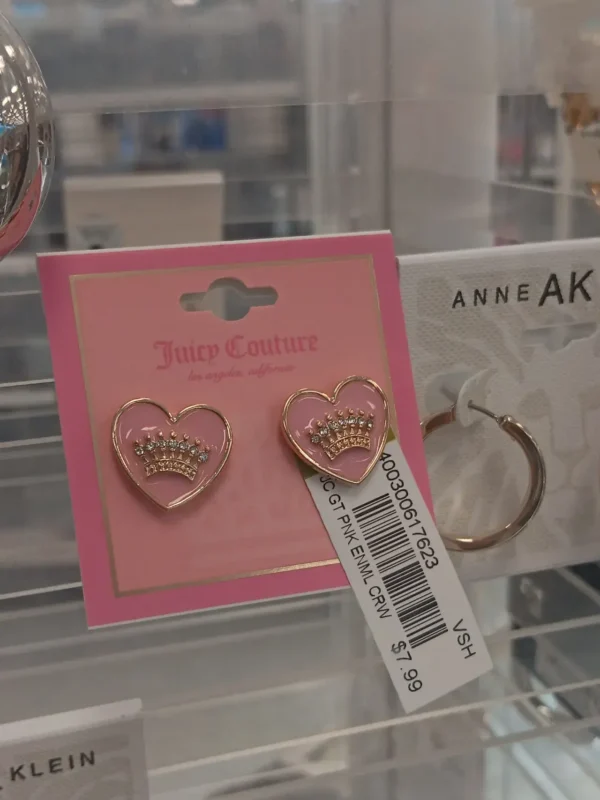 Juicy Couture
los angeles, california
ANNE AK
400300617623
JC GT PNK ENML CRW
VSH
$7.99
KLEIN